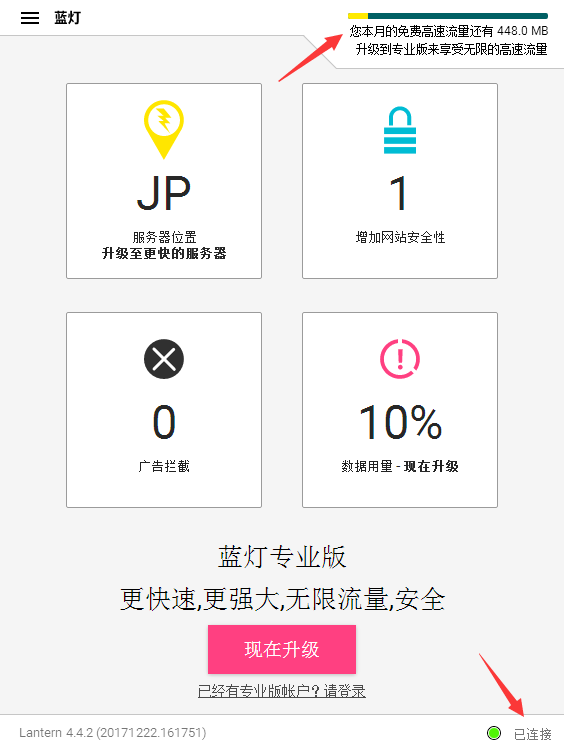 蓝灯
您本月的免费高速流量还有 448.0 MB
升级到专业版来享受无限的高速流量
JP
服务器位置
升级至更快的服务器
1
增加网站安全性
0
广告拦截
10%
数据用量 - 现在升级
蓝灯专业版
更快速,更强大,无限流量,安全
现在升级
已经有专业版帐户？请登录
Lantern 4.4.2 (20171222.161751)
已连接